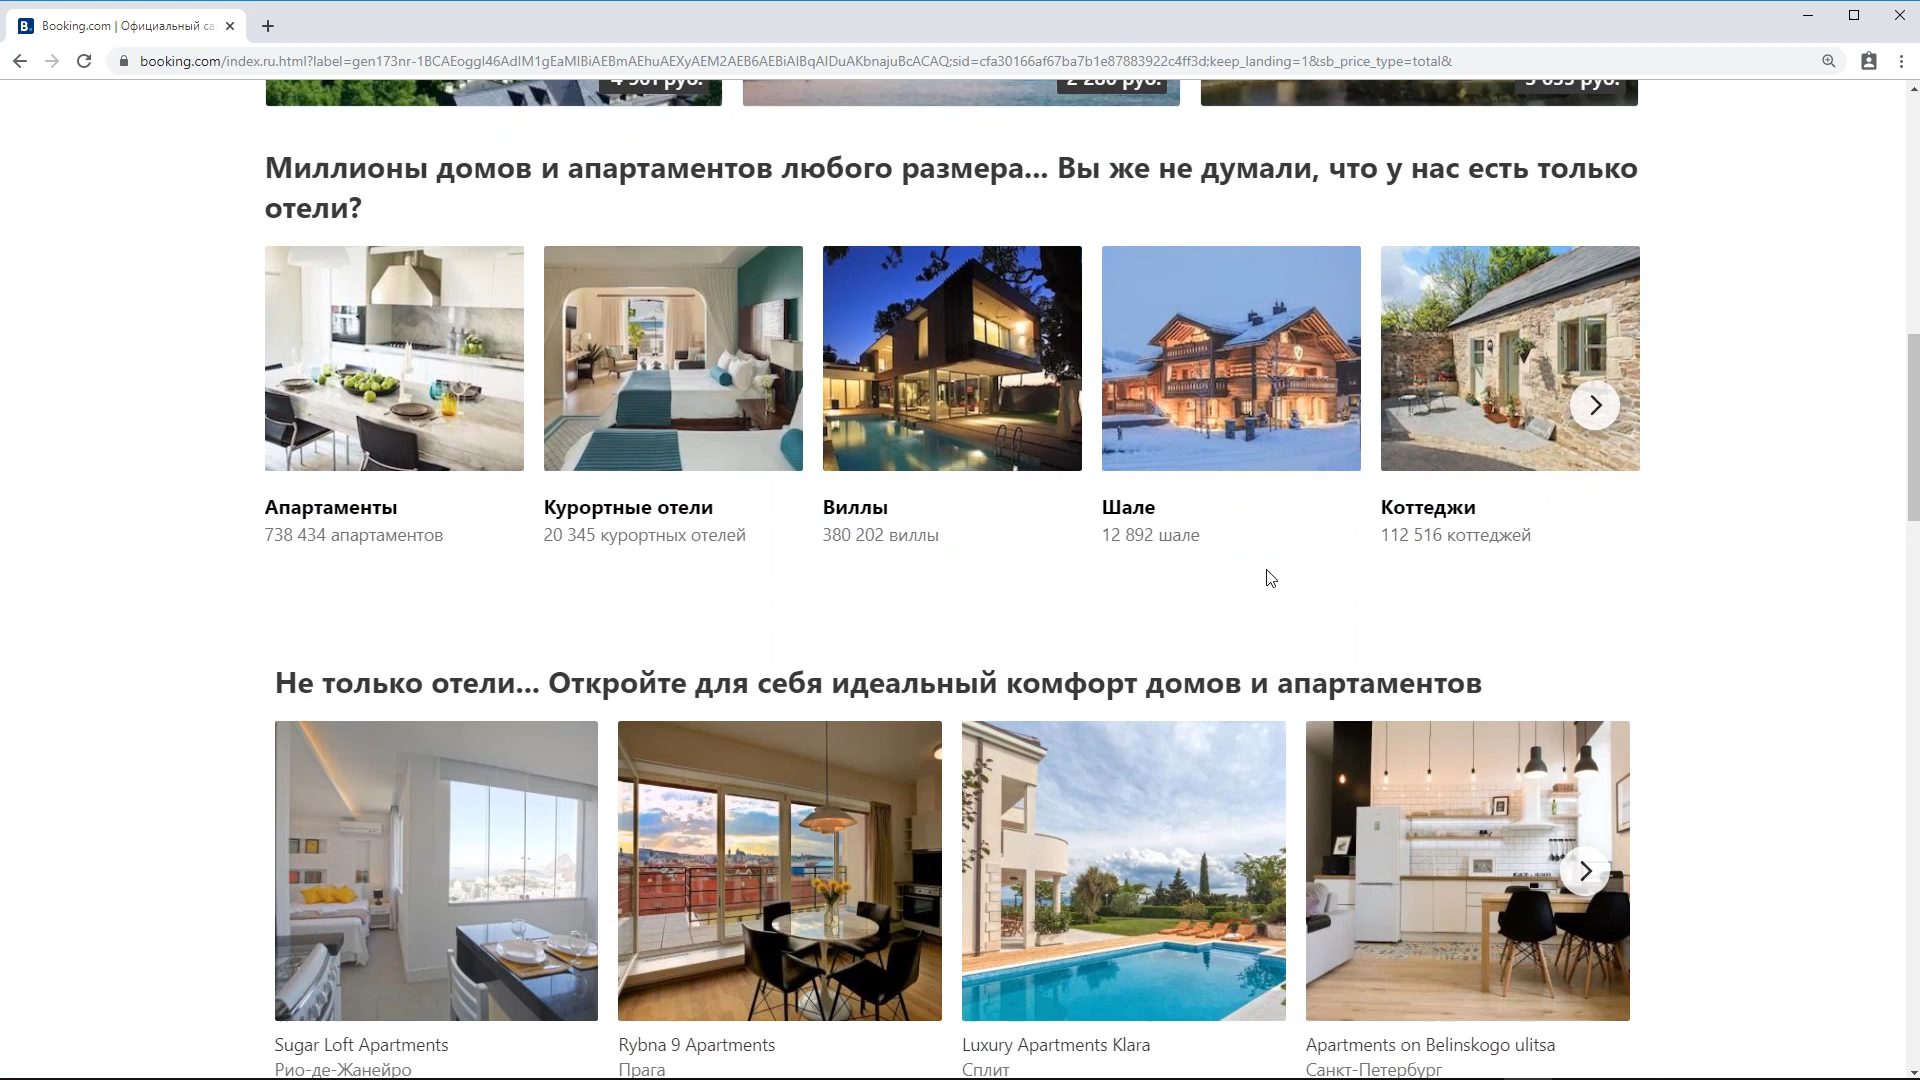 Booking.com | Официальный са
booking.com/index.ru.html?label=gen173nr-1BCAEoggI46AdIM1gEaMIBiAEBmAEhuAEXyAEM2AEB6AEBiAIBqAIDuAKbnajuBcACAQ;sid=cfa30166af67ba7b1e87883922c4ff3d;keep_landing=1&sb_price_type=total&
2 280 руб.
Миллионы домов и апартаментов любого размера... Вы же не думали, что у нас есть только
отели?
Апартаменты
738 434 апартаментов
Курортные отели
20 345 курортных отелей
Виллы
380 202 виллы
Шале
12 892 шале
Коттеджи
112 516 коттеджей
Не только отели... Откройте для себя идеальный комфорт домов и апартаментов
Sugar Loft Apartments
Рио-де-Жанейро
Rybna 9 Apartments
Прага
Luxury Apartments Klara
Сплит
Apartments on Belinskogo ulitsa
Санкт-Петербург